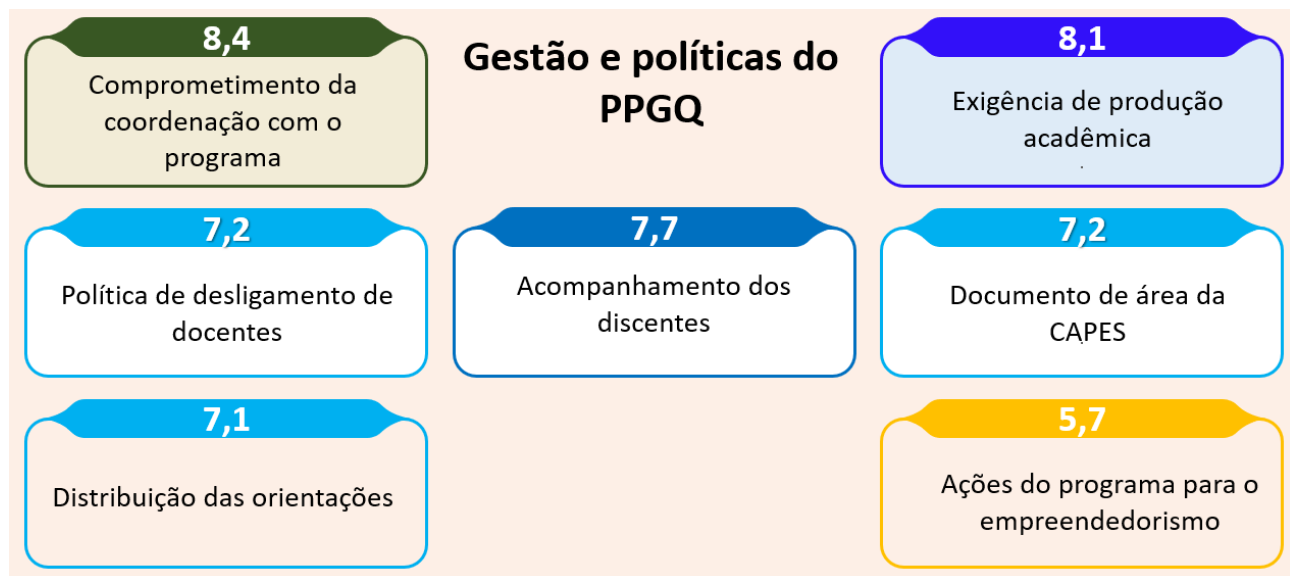 Gestão e políticas do
PPGQ
8,4
Comprometimento da
coordenação com o
programa
8,1
Exigência de produção
acadêmica
7,2
Política de desligamento de
docentes
7,7
Acompanhamento dos
discentes
7,2
Documento de área da
CAPES
7,1
Distribuição das orientações
5,7
Ações do programa para o
empreendedorismo